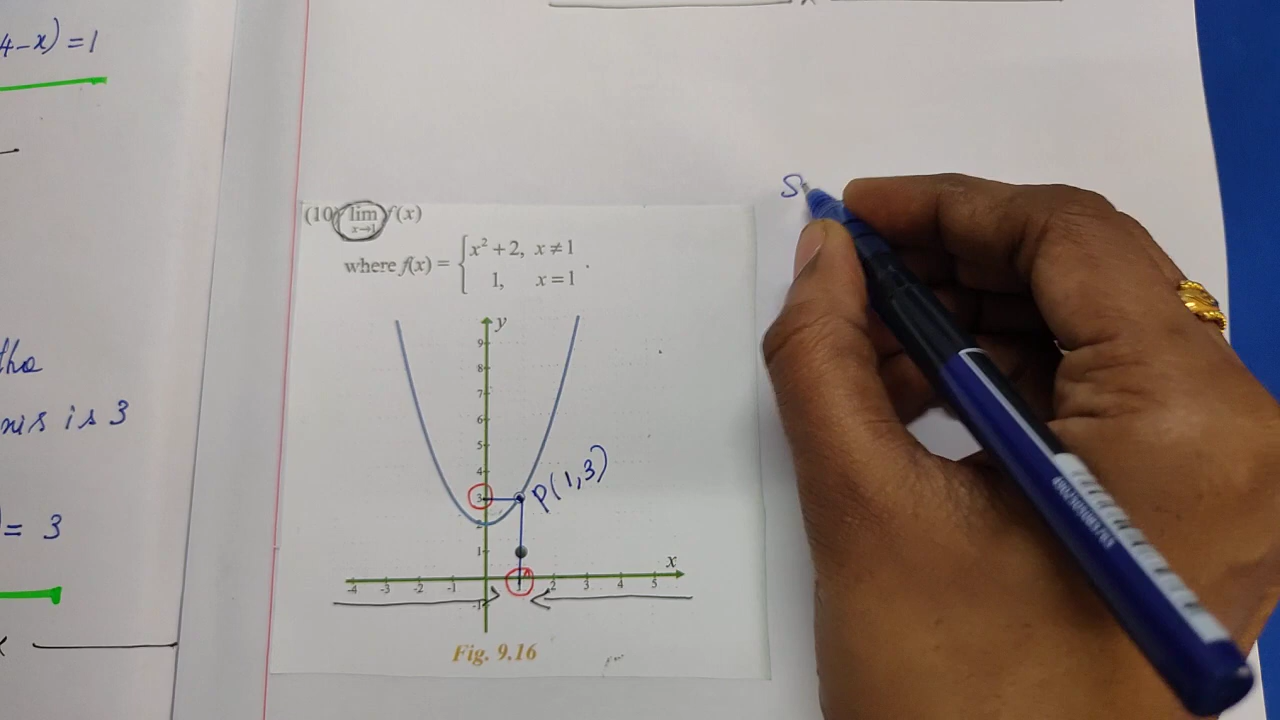 4-x) = 1
the
is 3
= 3
S
(10) lim f(x)
x→1
where f(x) = { x² + 2, x ≠ 1
1, x = 1 .
y
9
8
7
6
5
4
3
2
1
-1
P(1,3)
x
-4 -3 -2 -1 1 2 3 4 5
Fig. 9.16